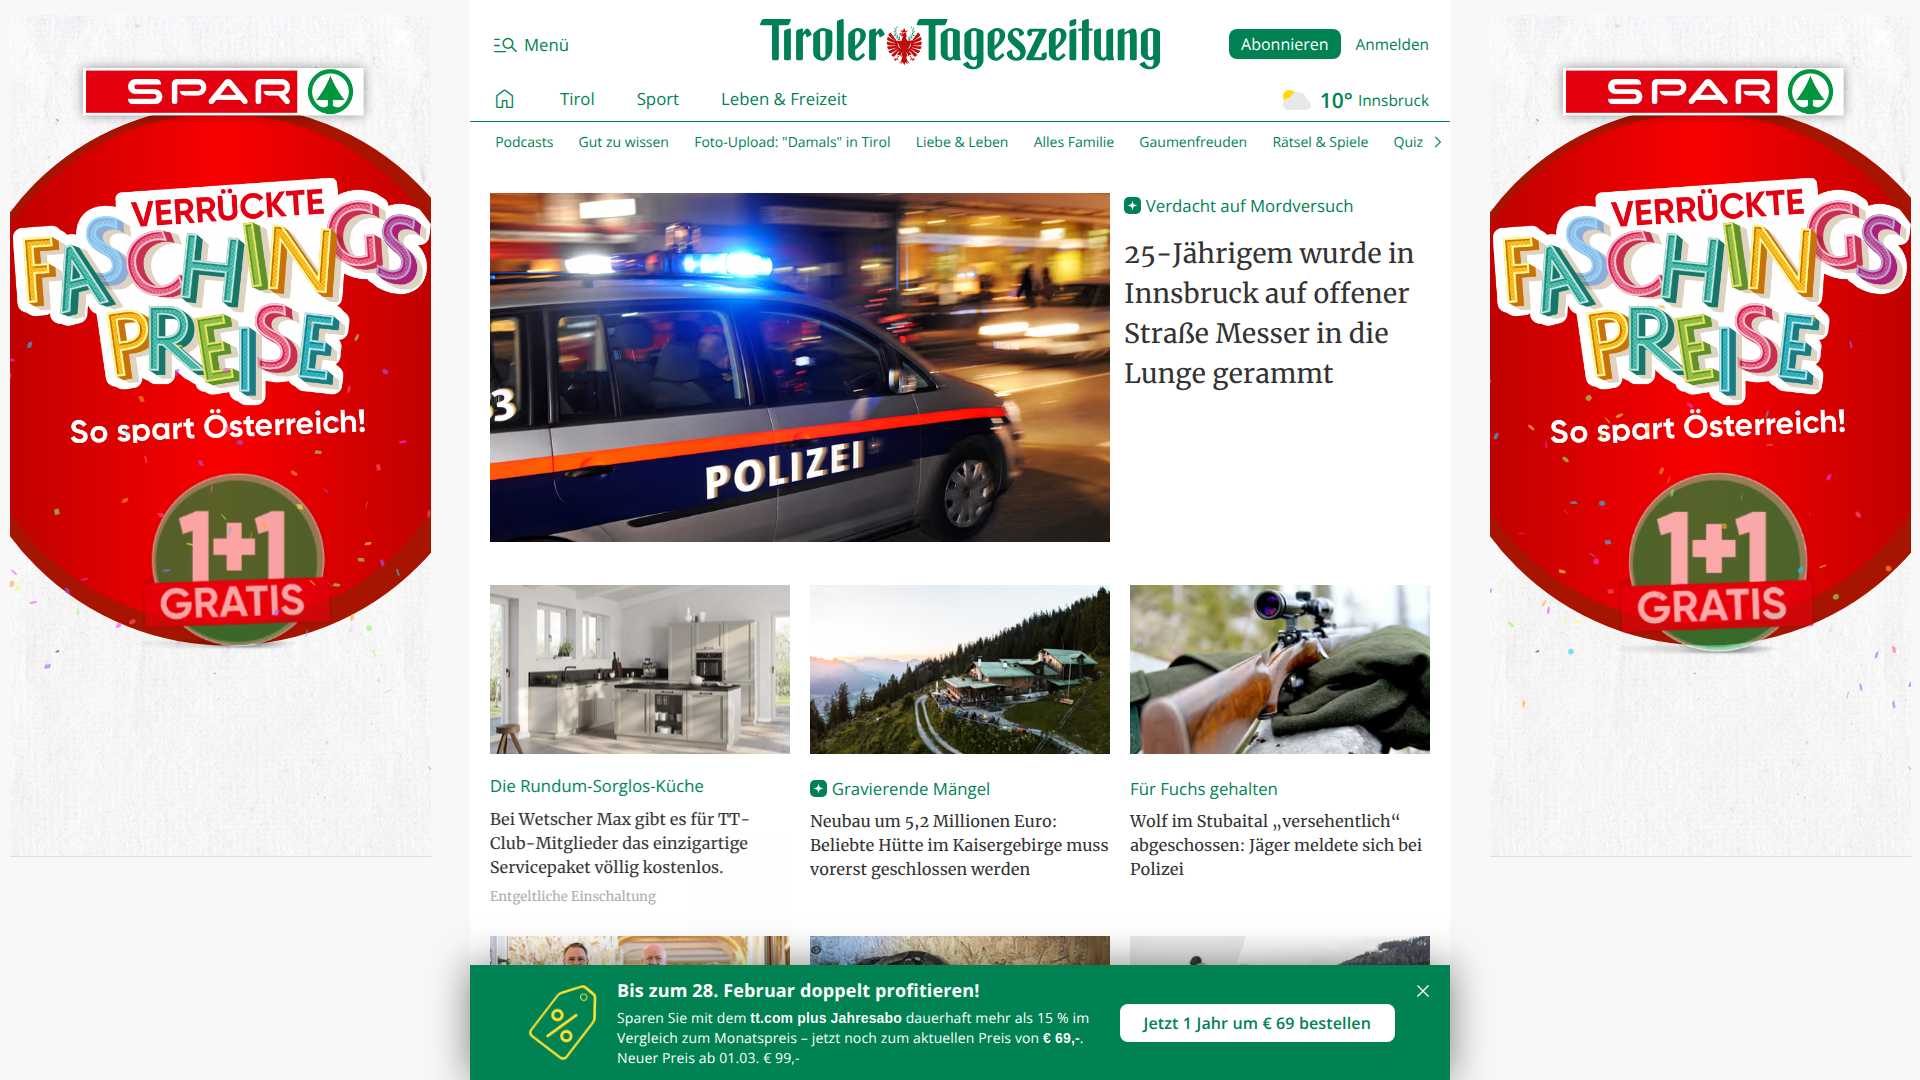 SPAR
VERRÜCKTE
FASCHINGS
PREISE
So spart Österreich!
1+1
GRATIS
Menü
Tiroler Tageszeitung
Abonnieren
Anmelden
Tirol
Sport
Leben & Freizeit
10° Innsbruck
Podcasts
Gut zu wissen
Foto-Upload: "Damals" in Tirol
Liebe & Leben
Alles Familie
Gaumenfreuden
Rätsel & Spiele
Quiz
3
POLIZEI
Verdacht auf Mordversuch
25-Jährigem wurde in
Innsbruck auf offener
Straße Messer in die
Lunge gerammt
Die Rundum-Sorglos-Küche
Bei Wetscher Max gibt es für TT-
Club-Mitglieder das einzigartige
Servicepaket völlig kostenlos.
Entgeltliche Einschaltung
Gravierende Mängel
Neubau um 5,2 Millionen Euro:
Beliebte Hütte im Kaisergebirge muss
vorerst geschlossen werden
Für Fuchs gehalten
Wolf im Stubaital „versehentlich“
abgeschossen: Jäger meldete sich bei
Polizei
Bis zum 28. Februar doppelt profitieren!
Sparen Sie mit dem tt.com plus Jahresabo dauerhaft mehr als 15 % im
Vergleich zum Monatspreis – jetzt noch zum aktuellen Preis von € 69,-.
Neuer Preis ab 01.03. € 99,-
Jetzt 1 Jahr um € 69 bestellen
SPAR
VERRÜCKTE
FASCHINGS
PREISE
So spart Österreich!
1+1
GRATIS